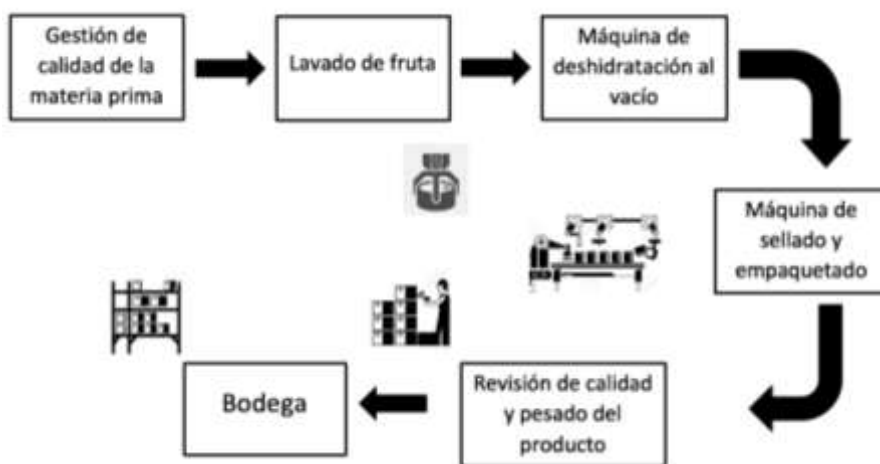 Gestión de
calidad de la
materia prima
Lavado de fruta
Máquina de
deshidratación al
vacío
Máquina de
sellado y
empaquetado
Revisión de calidad
y pesado del
producto
Bodega